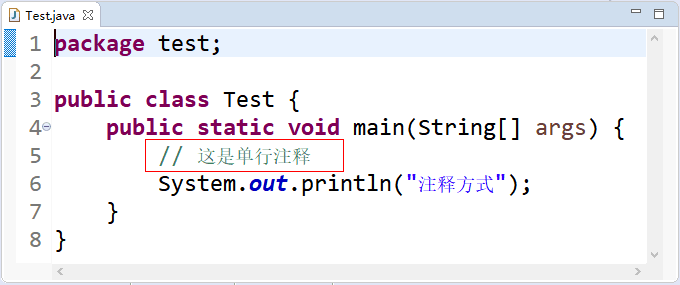 Test.java
1 package test;
2
3 public class Test {
4 public static void main(String[] args) {
5 // 这是单行注释
6 System.out.println("注释方式");
7 }
8 }